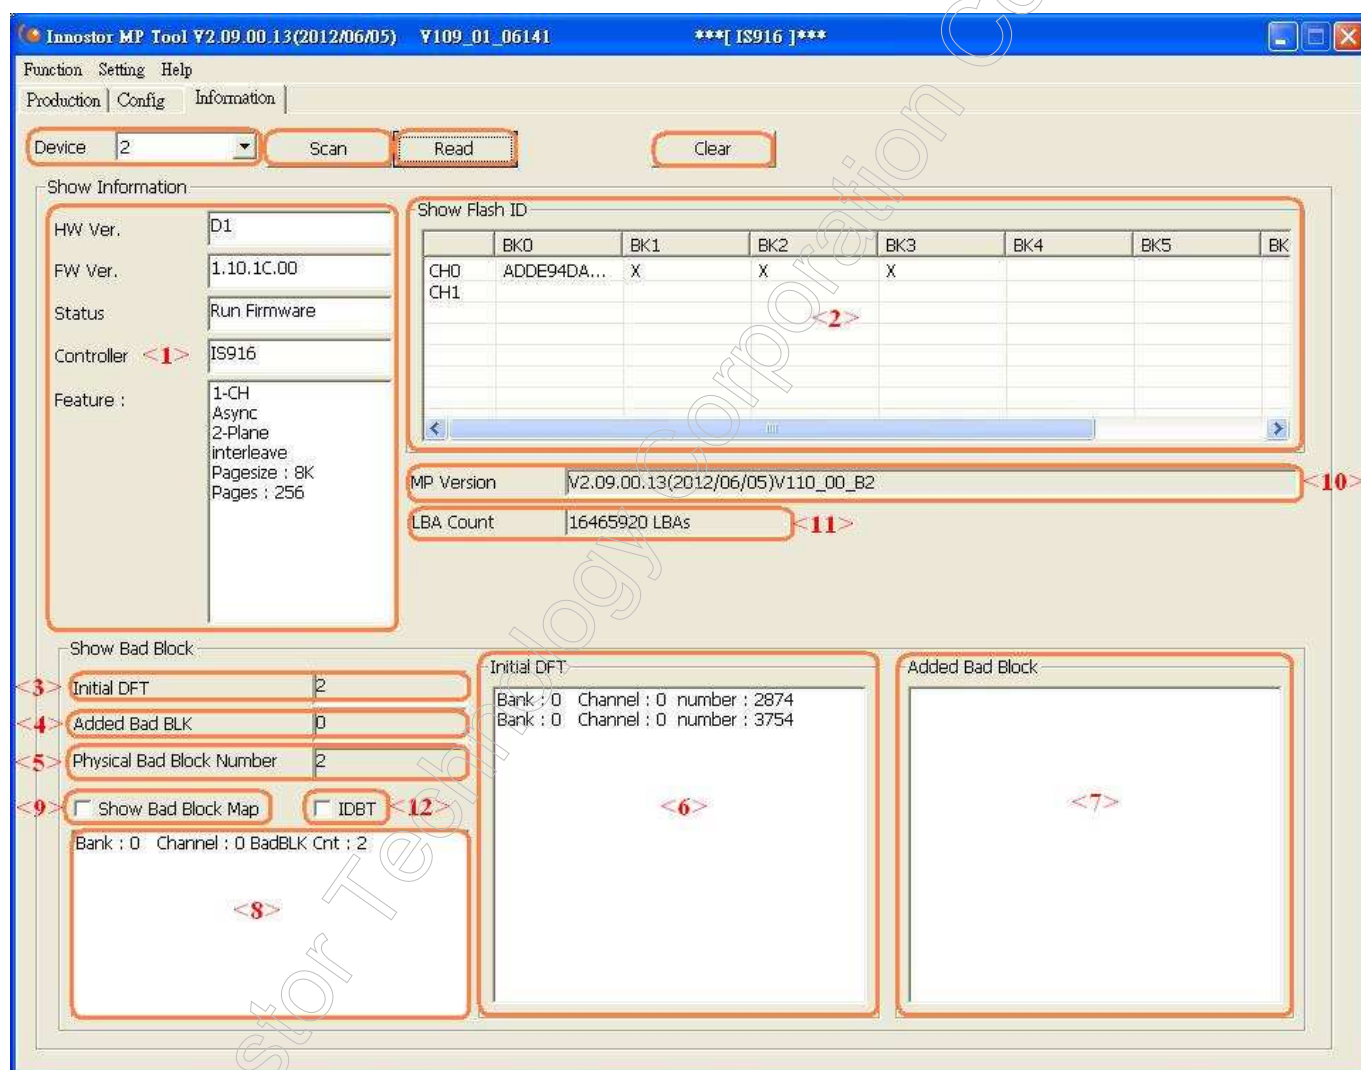 Innostor MP Tool V2.09.00.13(2012/06/05) V109_01_06141 ***[ IS916 ]***
Function Setting Help
Production Config Information
Device 2 Scan Read Clear
Show Information
HW Ver. D1
FW Ver. 1.10.1C.00
Status Run Firmware
Controller <1> IS916
Feature :
1-CH
Async
2-Plane
interleave
Pagesize : 8K
Pages : 256
Show Flash ID
BK0 BK1 BK2 BK3 BK4 BK5 BK
CH0 ADDE94DA... X X X
CH1
<2>
MP Version V2.09.00.13(2012/06/05)V110_00_B2 <10>
LBA Count 16465920 LBAs <11>
Show Bad Block
<3> Initial DFT 2
<4> Added Bad BLK 0
<5> Physical Bad Block Number 2
<9> Show Bad Block Map IDBT <12>
Bank : 0 Channel : 0 BadBLK Cnt : 2
<8>
Initial DFT
Bank : 0 Channel : 0 number : 2874
Bank : 0 Channel : 0 number : 3754
<6>
Added Bad Block
<7>
stor Technology Corporation Co